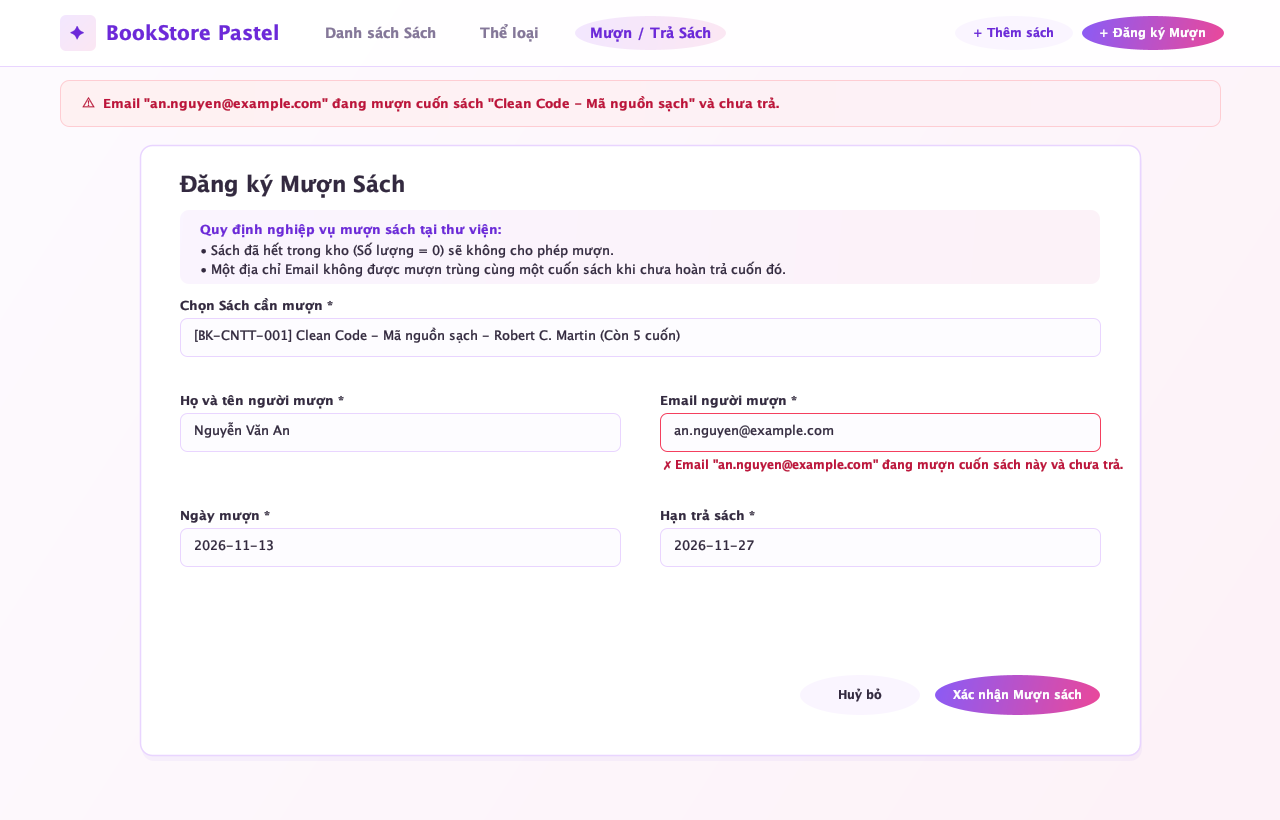 ✦ BookStore Pastel Danh sách Sách Thể loại Mượn / Trả Sách + Thêm sách + Đăng ký Mượn
⚠ Email "an.nguyen@example.com" đang mượn cuốn sách "Clean Code – Mã nguồn sạch" và chưa trả.
Đăng ký Mượn Sách
Quy định nghiệp vụ mượn sách tại thư viện:
• Sách đã hết trong kho (Số lượng = 0) sẽ không cho phép mượn.
• Một địa chỉ Email không được mượn trùng cùng một cuốn sách khi chưa hoàn trả cuốn đó.
Chọn Sách cần mượn *
[BK-CNTT-001] Clean Code – Mã nguồn sạch – Robert C. Martin (Còn 5 cuốn)
Họ và tên người mượn * Email người mượn *
Nguyễn Văn An an.nguyen@example.com
✗ Email "an.nguyen@example.com" đang mượn cuốn sách này và chưa trả.
Ngày mượn * Hạn trả sách *
2026-11-13 2026-11-27
Huỷ bỏ Xác nhận Mượn sách